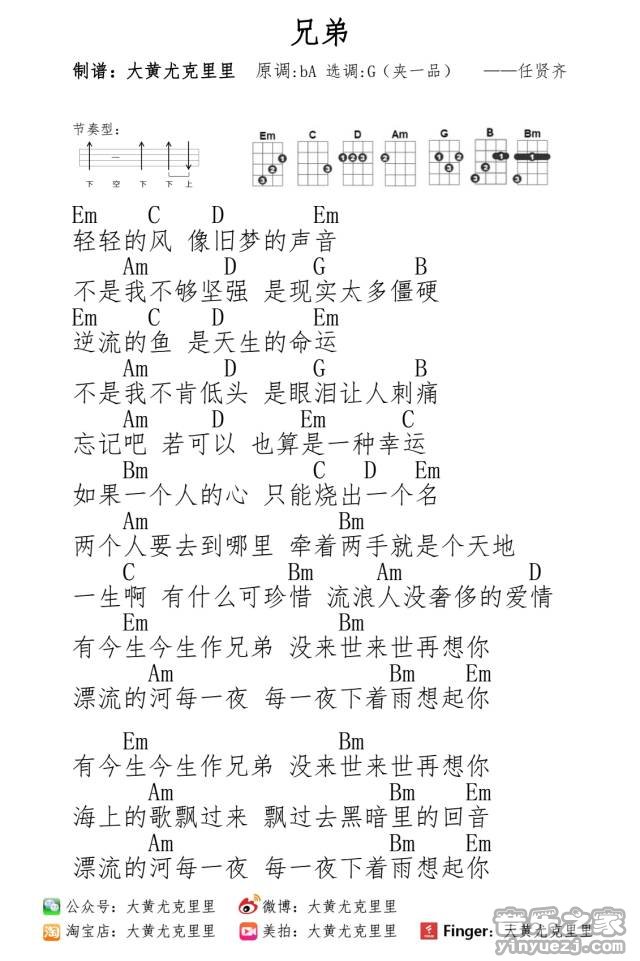 兄弟
制谱：大黄尤克里里 原调:bA 选调:G（夹一品） ——任贤齐
节奏型：
下 空 下 下 上
Em C D Am G B Bm
Em C D Em
轻轻的风 像旧梦的声音
Am D G B
不是我不够坚强 是现实太多僵硬
Em C D Em
逆流的鱼 是天生的命运
Am D G B
不是我不肯低头 是眼泪让人刺痛
Am D Em C
忘记吧 若可以 也算是一种幸运
Bm C D Em
如果一个人的心 只能烧出一个名
Am Bm
两个人要去到哪里 牵着两手就是个天地
C Bm Am D
一生啊 有什么可珍惜 流浪人没奢侈的爱情
Em Bm
有今生今生作兄弟 没来世来世再想你
Am Bm Em
漂流的河每一夜 每一夜下着雨想起你
Em Bm
有今生今生作兄弟 没来世来世再想你
Am Bm Em
海上的歌飘过来 飘过去黑暗里的回音
Am Bm Em
漂流的河每一夜 每一夜下着雨想起你
公众号：大黄尤克里里 微博：大黄尤克里里
淘宝店：大黄尤克里里 美拍：大黄尤克里里 Finger：大黄尤克里里
音乐之家
yinyuezj.com